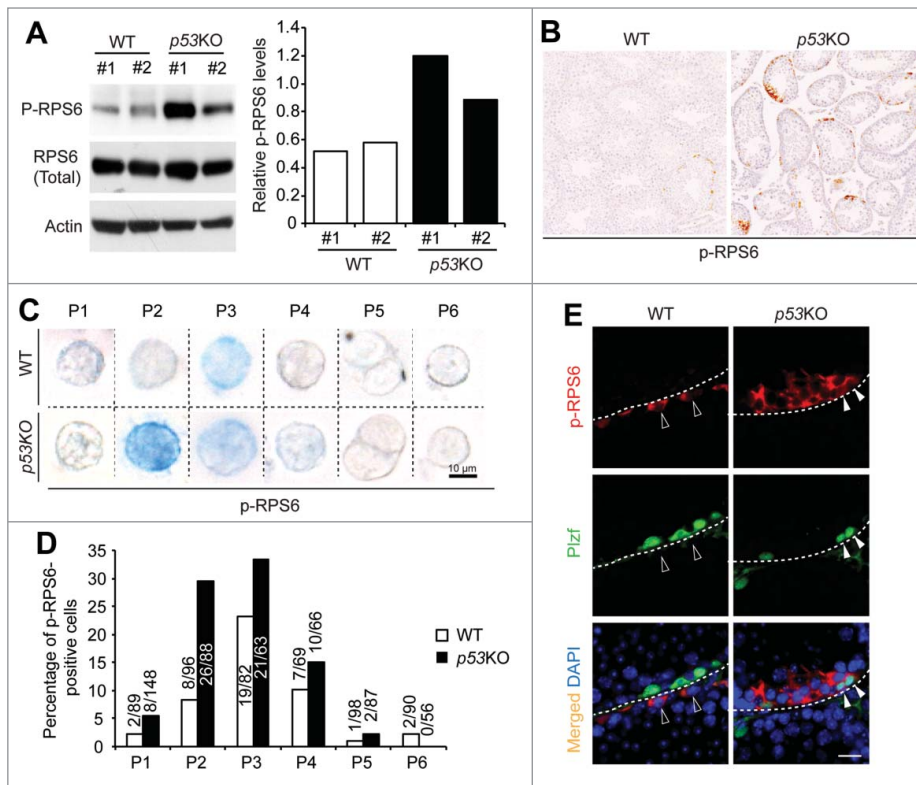 A
WT p53KO
#1 #2 #1 #2
P-RPS6
RPS6
(Total)
Actin
Relative p-RPS6 levels
1.4
1.2
1.0
0.8
0.6
0.4
0.2
0
#1 #2 #1 #2
WT p53KO
B
WT p53KO
p-RPS6
C
P1 P2 P3 P4 P5 P6
WT
p53KO
10 µm
p-RPS6
D
Percentage of p-RPS6-
positive cells
35
30
25
20
15
10
5
0
2/89 8/148 8/96 26/88 19/82 21/63 7/69 10/66 1/98 2/87 2/90 0/56
WT
p53KO
P1 P2 P3 P4 P5 P6
E
WT p53KO
p-RPS6
Plzf
Merged DAPI